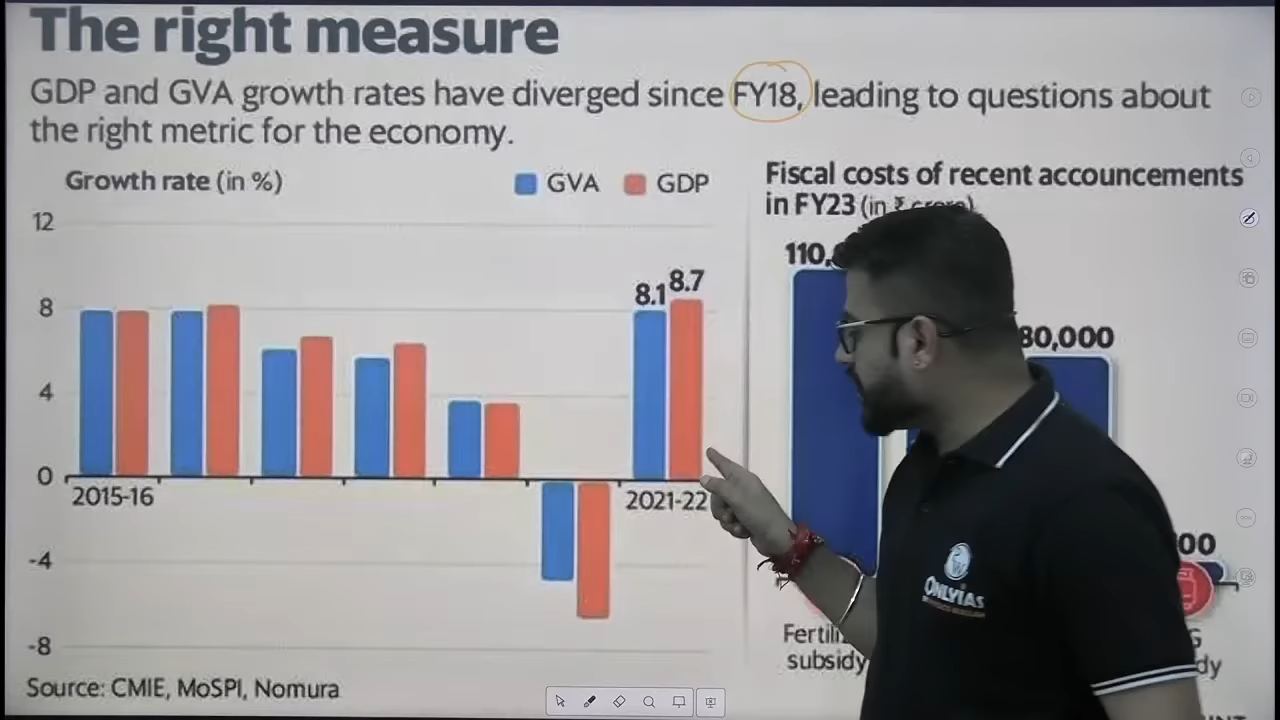 The right measure
GDP and GVA growth rates have diverged since FY18, leading to questions about
the right metric for the economy.
Growth rate (in %)
GVA
GDP
12
8
4
0
-4
-8
8.1
8.7
2015-16
2021-22
Source: CMIE, MoSPI, Nomura
Fiscal costs of recent accouncements
in FY23 (in ₹ crore)
80,000
subsidy
ONLYIAS